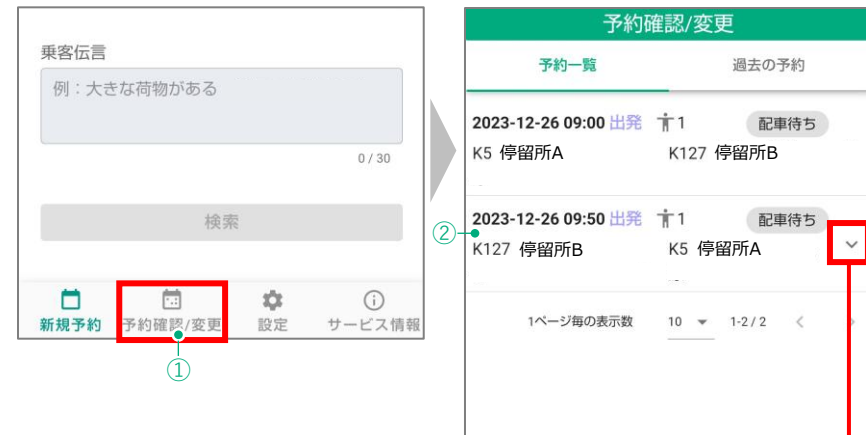 乗客伝言
例：大きな荷物がある
0 / 30
検索
新規予約 予約確認/変更 設定 サービス情報
①
予約確認/変更
予約一覧 過去の予約
2023-12-26 09:00 出発 1 配車待ち
K5 停留所A K127 停留所B
②
2023-12-26 09:50 出発 1 配車待ち
K127 停留所B K5 停留所A
1ページ毎の表示数 10 1-2 / 2